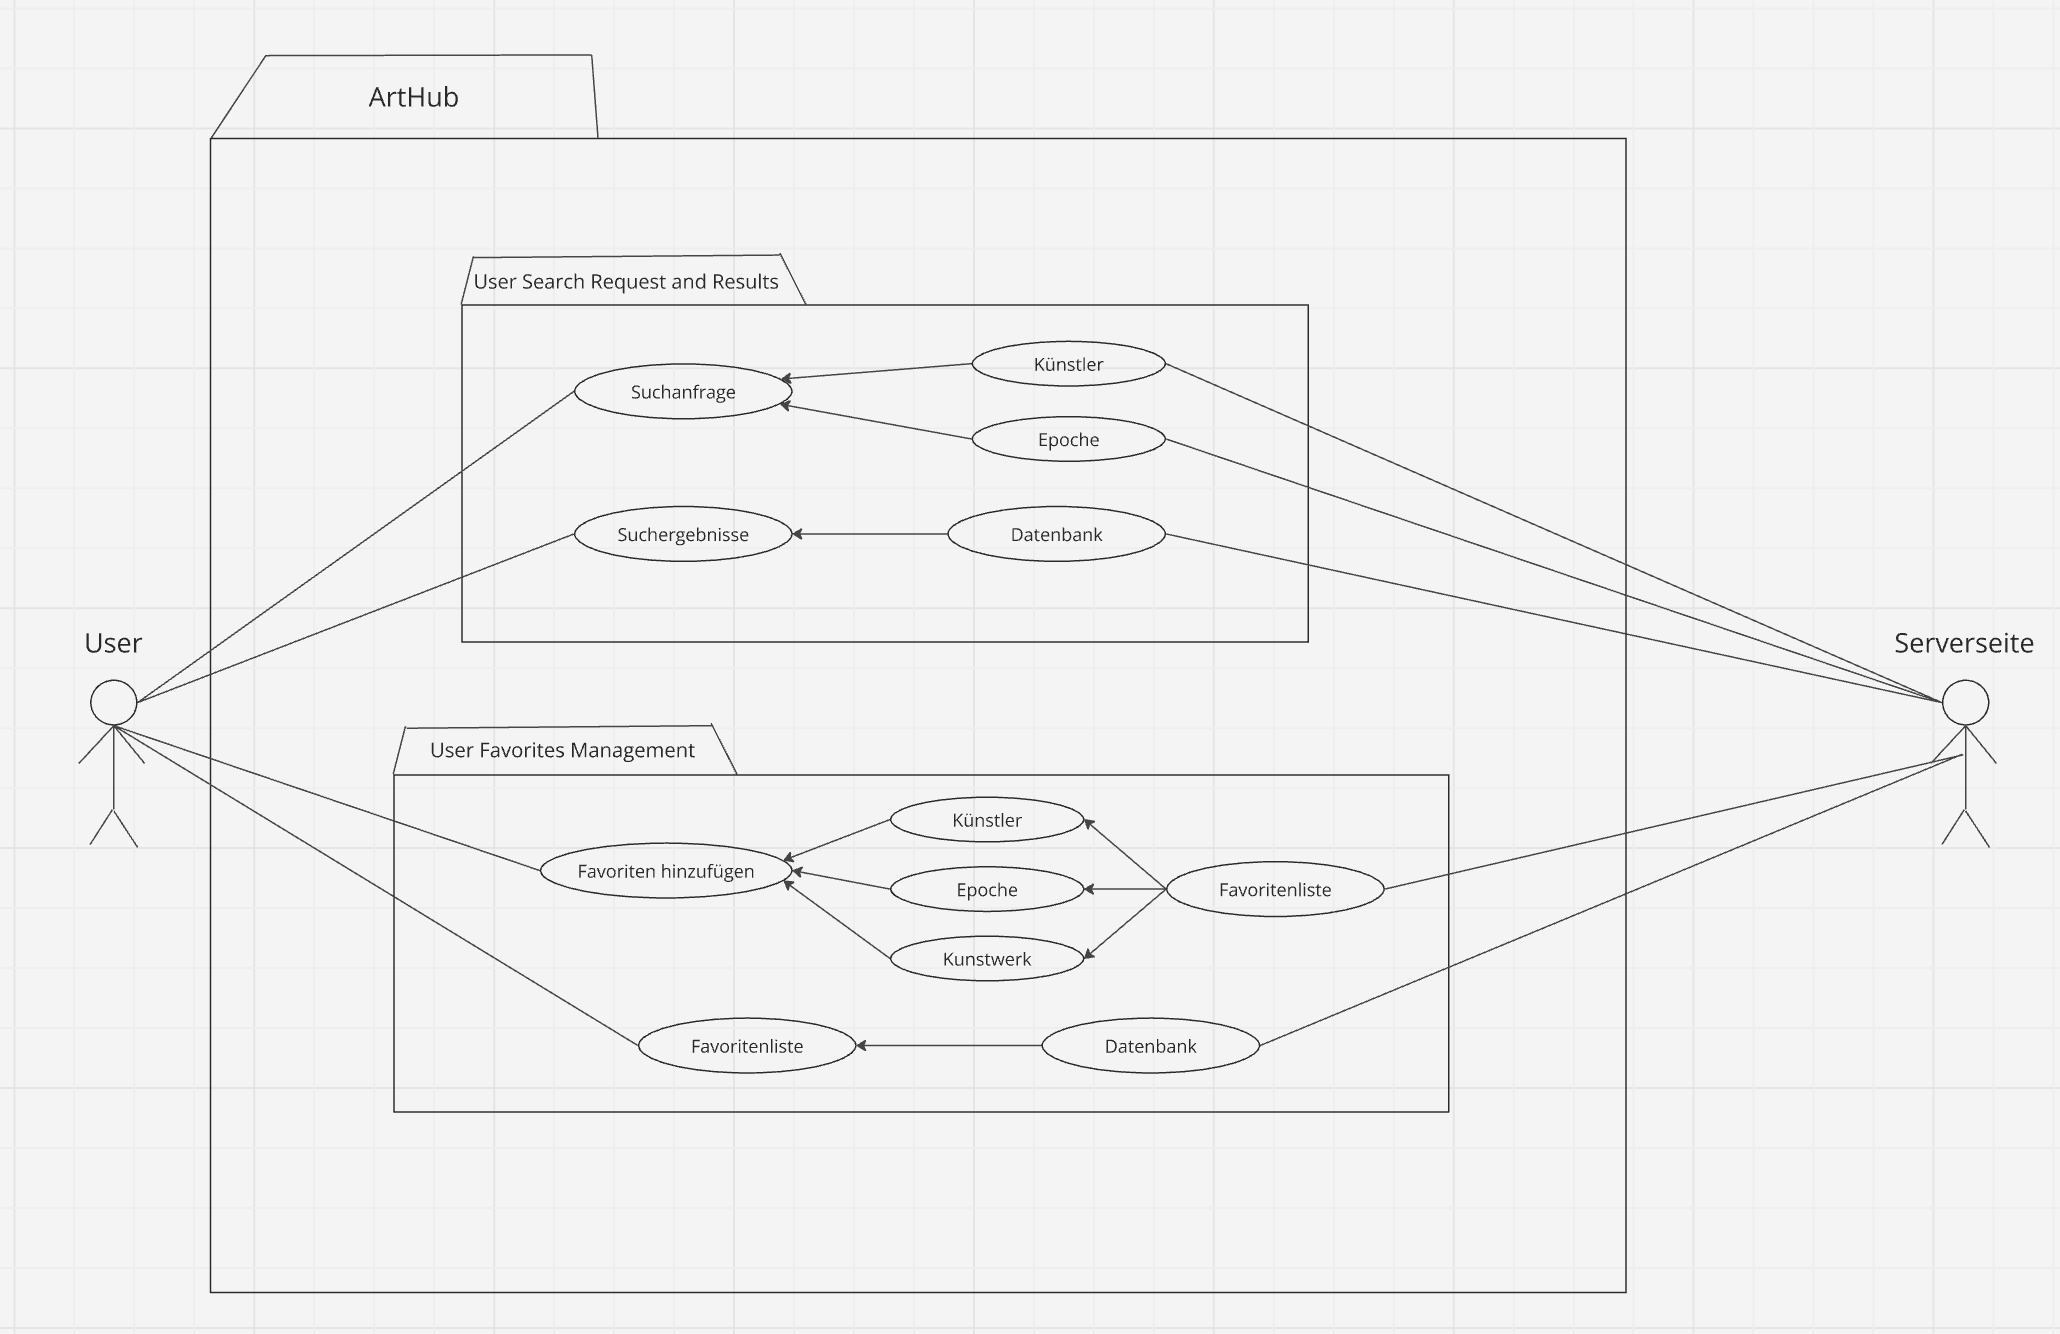 ArtHub
User Search Request and Results
Künstler
Suchanfrage
Epoche
Suchergebnisse
Datenbank
User
Serverseite
User Favorites Management
Künstler
Favoriten hinzufügen
Epoche
Favoritenliste
Kunstwerk
Favoritenliste
Datenbank